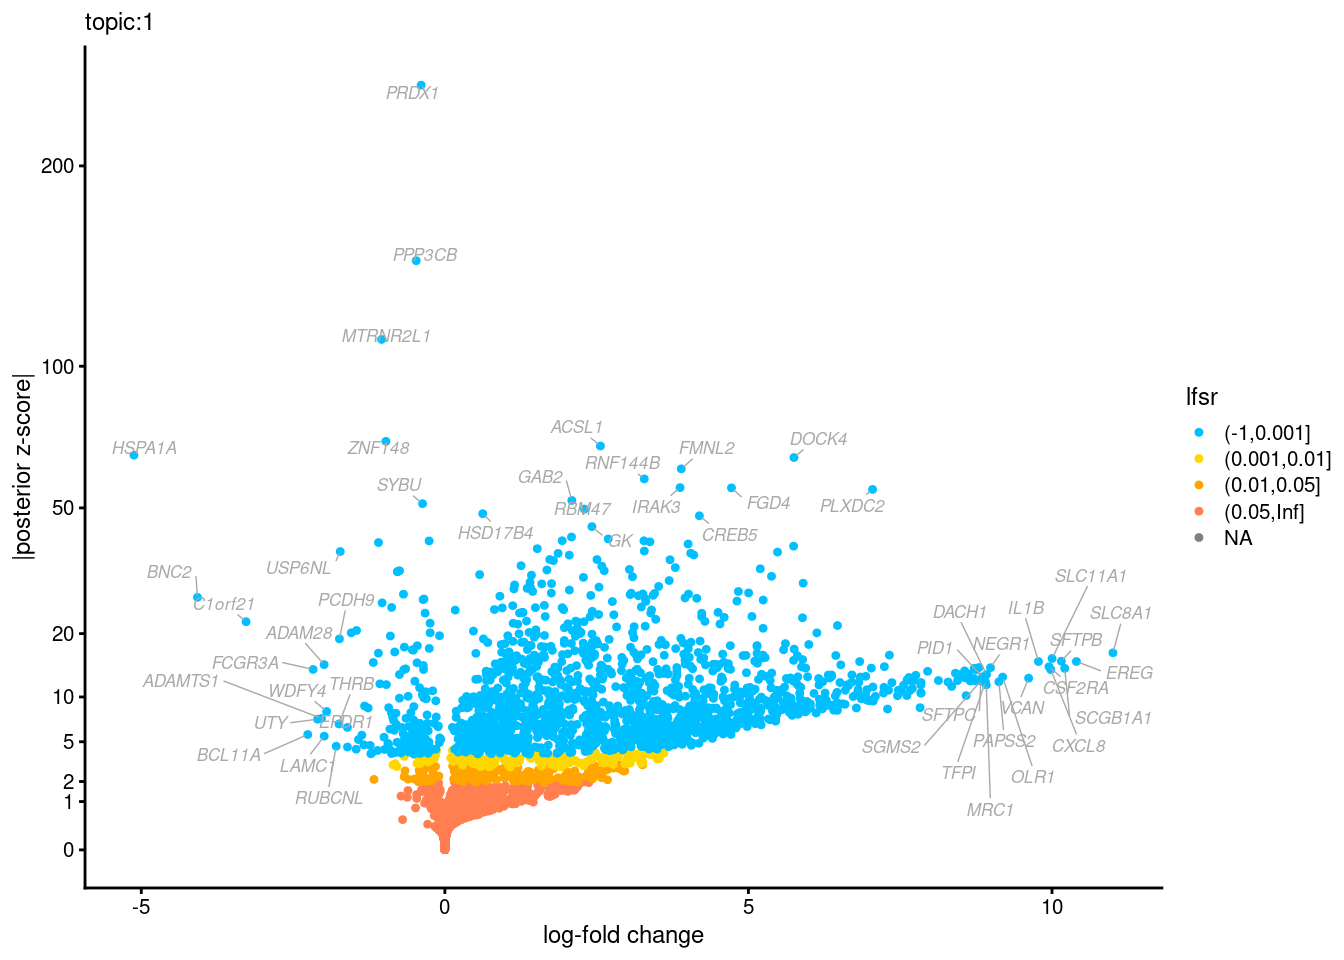 topic:1
PRDX1
200
PPP3CB
MTRNR2L1
100
ACSL1
DOCK4
HSPA1A
ZNF148
FMNL2
RNF144B
SYBU
GAB2
RBM47
IRAK3
FGD4
PLXDC2
50
HSD17B4
GK
CREB5
BNC2
USP6NL
SLC11A1
C1orf21
PCDH9
DACH1
IL1B
SLC8A1
20
ADAM28
PID1
NEGR1
SFTPB
FCGR3A
EREG
ADAMTS1
WDFY4
THRB
CSF2RA
10
UTY
EPDR1
SFTPC
VCAN
SCGB1A1
5
BCL11A
LAMC1
SGMS2
PAPSS2
CXCL8
2
TFPI
OLR1
1
RUBCNL
MRC1
0
-5
0
5
10
log-fold change
|posterior z-score|
lfsr
(-1,0.001]
(0.001,0.01]
(0.01,0.05]
(0.05,Inf]
NA